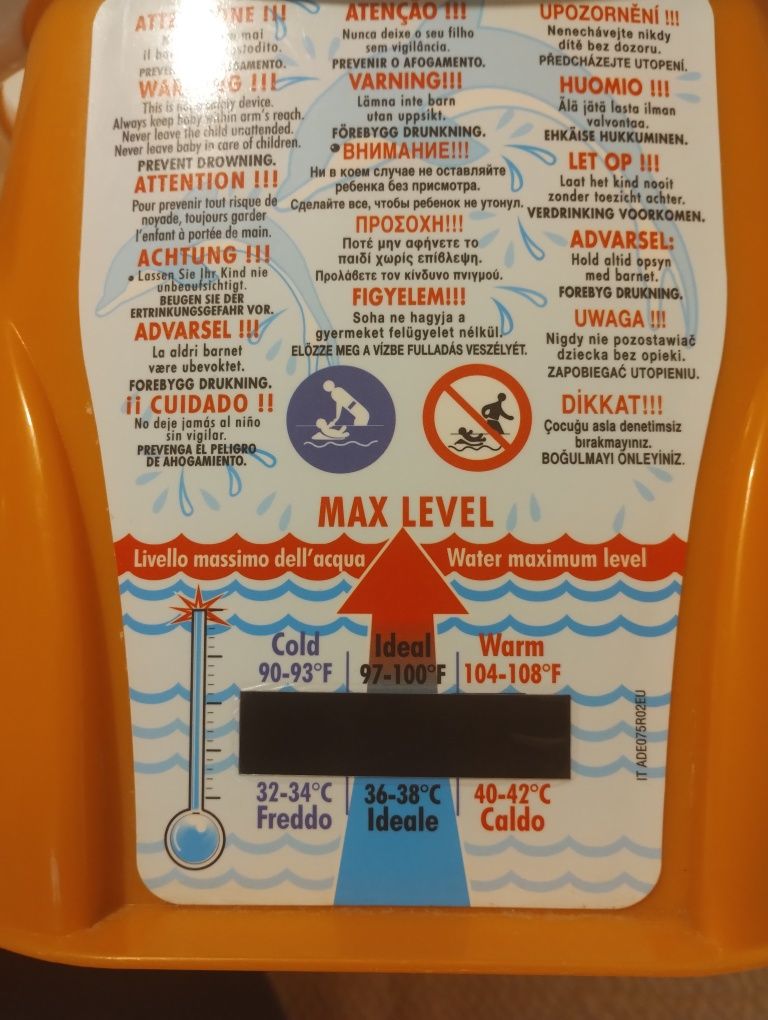 mai
il
PREVE
WA G !!!
This is device.
Always keep baby within arm's reach.
Never leave the child unattended.
Never leave baby in care of children.
PREVENT DROWNING.
ATTENTION !!!
Pour prevenir tout risque de
noyade, toujours garder
l'enfant à portée de main.
ACHTUNG !!!
• Lassen Sie Ihr Kind nie
unbeaufsichtigt.
BEUGEN SIE DER
ERTRINKUNGSGEFAHR VOR.
ADVARSEL !!!
La aldri barnet
være ubevoktet.
FOREBYGG DRUKNING.
¡¡ CUIDADO !!
No deje jamás al niño
sin vigilar.
PREVENGA EL PELIGRO
DE AHOGAMIENTO.
ATENÇÃO !!!
Nunca deixe o seu filho
sem vigilância.
PREVENIR O AFOGAMENTO.
VARNING!!!
Lämna inte barn
utan uppsikt.
FÖREBYGG DRUNKNING.
• ВНИМАНИЕ!!!
Ни в коем случае не оставляйте
ребенка без присмотра.
Сделайте все, чтобы ребенок не утонул.
ΠΡΟΣΟΧΗ!!!
Ποτέ μην αφήνετε το
παιδί χωρίς επίβλεψη.
Προλάβετε τον κίνδυνο πνιγμού.
FIGYELEM!!!
Soha ne hagyja a
gyermeket felügyelet nélkül.
ELÖZZE MEG A VÍZBE FULLADÁS VESZÉLYÉT.
UPOZORNĚNÍ !!!
Nenechávejte nikdy
dítě bez dozoru.
PŘEDCHÁZEJTE UTOPENÍ.
HUOMIO !!!
Älä jätä lasta ilman
valvontaa.
EHKÄISE HUKKUMINEN.
LET OP !!!
Laat het kind nooit
zonder toezicht achter.
VERDRINKING VOORKOMEN.
ADVARSEL:
Hold altid opsyn
med barnet.
FOREBYG DRUKNING.
UWAGA !!!
Nigdy nie pozostawiać
dziecka bez opieki.
ZAPOBIEGAĆ UTOPIENIU.
DİKKAT!!!
Çocuğu asla denetimsiz
bırakmayınız.
BOĞULMAYI ÖNLEYİNİZ.
MAX LEVEL
Livello massimo dell'acqua
Water maximum level
Cold Ideal Warm
90-93°F 97-100°F 104-108°F
32-34°C 36-38°C 40-42°C
Freddo Ideale Caldo
IT ADE075R02EU